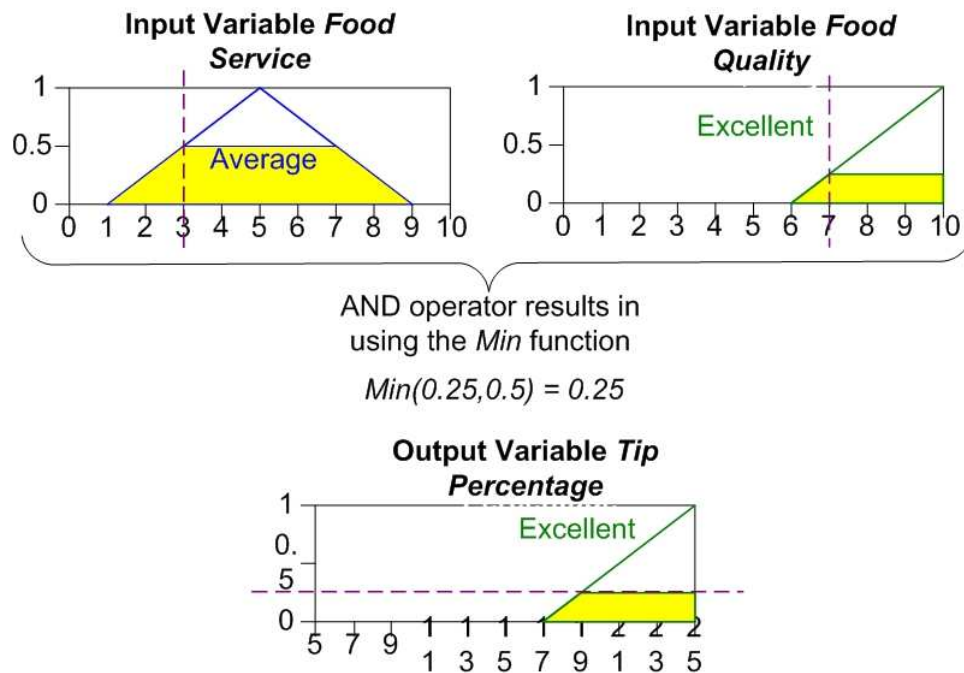 Input Variable Food
Service
1
0.5
0
Average
0 1 2 3 4 5 6 7 8 9 10
Input Variable Food
Quality
1
0.5
0
Excellent
0 1 2 3 4 5 6 7 8 9 10
AND operator results in
using the Min function
Min(0.25,0.5) = 0.25
Output Variable Tip
Percentage
1
0.
5
0
Excellent
5 7 9 1 1 1 1 1 2 2 2
1 3 5 7 9 1 3 5